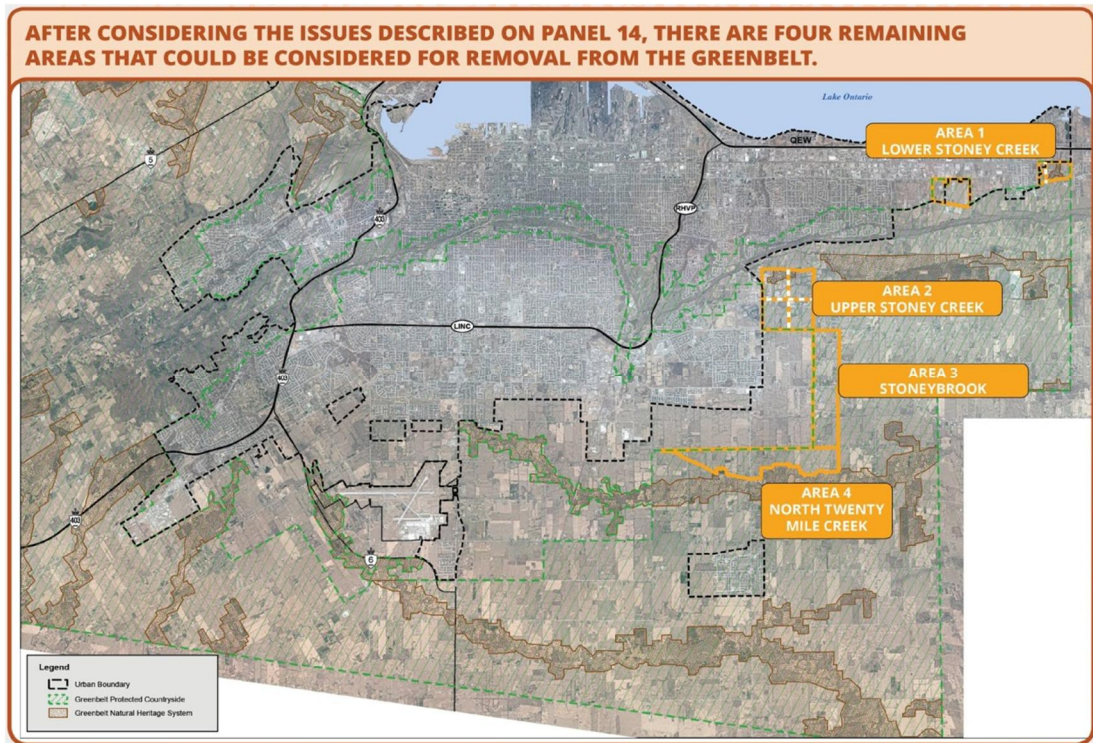 AFTER CONSIDERING THE ISSUES DESCRIBED ON PANEL 14, THERE ARE FOUR REMAINING
AREAS THAT COULD BE CONSIDERED FOR REMOVAL FROM THE GREENBELT.
Lake Ontario
QEW
AREA 1
LOWER STONEY CREEK
5
403
RHVP
AREA 2
UPPER STONEY CREEK
LINC
403
AREA 3
STONEYBROOK
AREA 4
NORTH TWENTY
MILE CREEK
403
6
Legend
Urban Boundary
Greenbelt Protected Countryside
Greenbelt Natural Heritage System